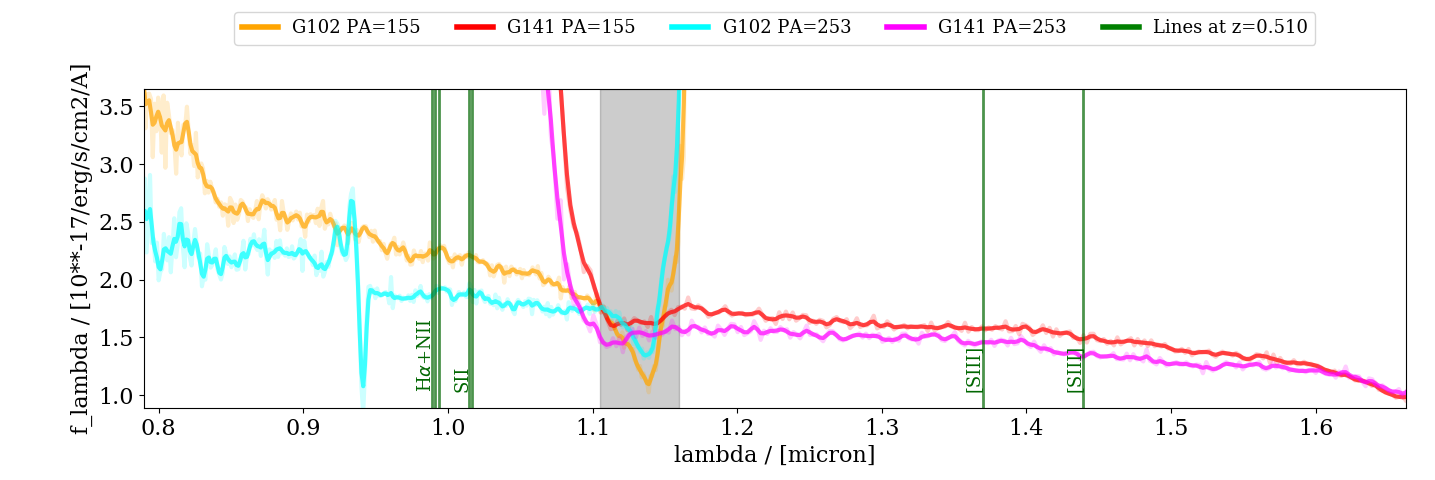 G102 PA=155 G141 PA=155 G102 PA=253 G141 PA=253 Lines at z=0.510
f_lambda / [10**-17/erg/s/cm2/A]
3.5
3.0
2.5
2.0
1.5
1.0
Hα+NII
SII
[SIII]
[SIII]
0.8 0.9 1.0 1.1 1.2 1.3 1.4 1.5 1.6
lambda / [micron]